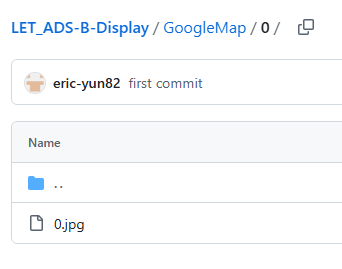 LET_ADS-B-Display / GoogleMap / 0 /
eric-yun82 first commit
Name
..
0.jpg